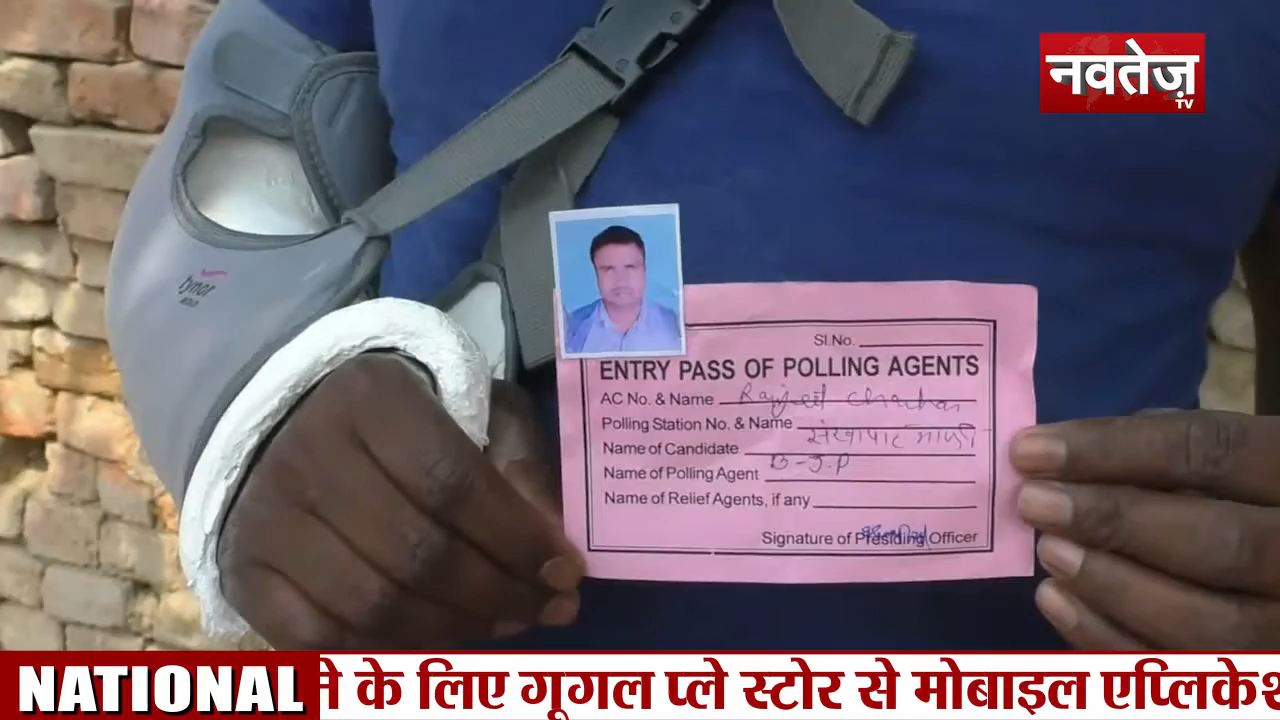 नवतेज़
TV
tynor
Sl.No.
ENTRY PASS OF POLLING AGENTS
AC No. & Name
Polling Station No. & Name
Name of Candidate
Name of Polling Agent B-J.P
Name of Relief Agents, if any
Signature of Presiding Officer
NATIONAL के लिए गूगल प्ले स्टोर से मोबाइल